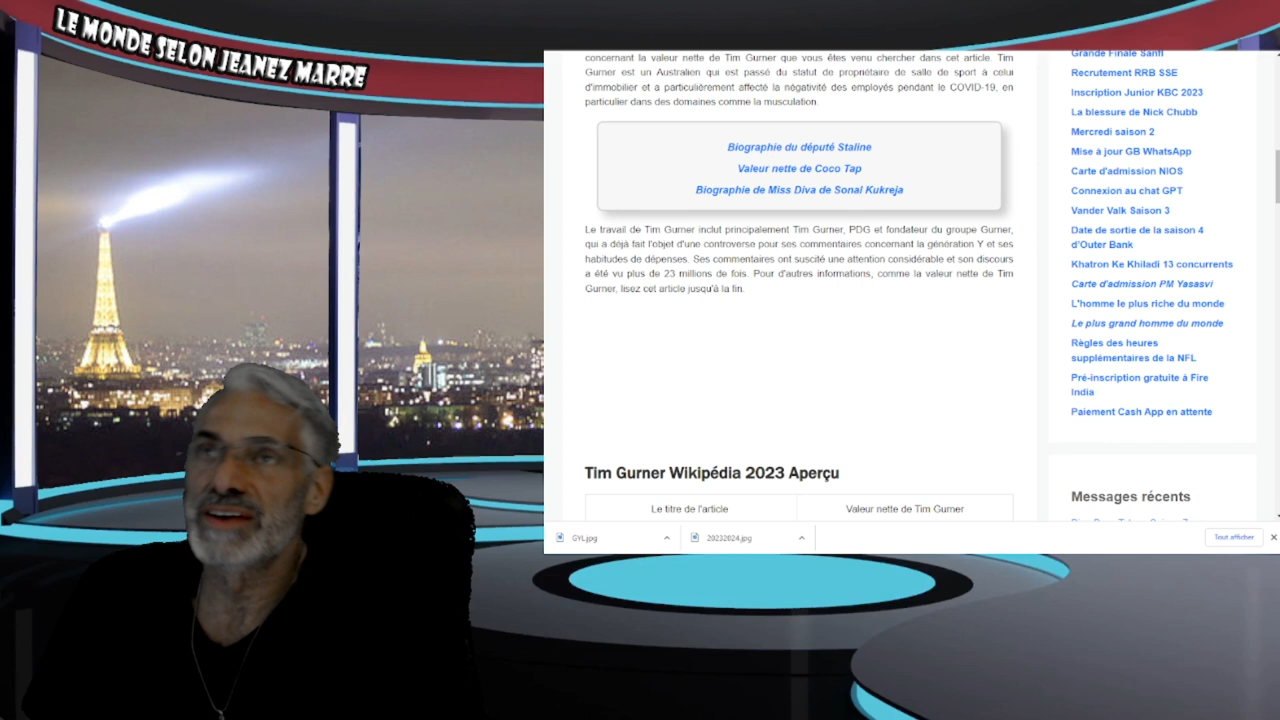 LE MONDE SELON JEANEZ MARRE
concernant la valeur nette de Tim Gurner que vous êtes venu chercher dans cet article. Tim
Gurner est un Australien qui est passé du statut de propriétaire de salle de sport à celui
d'immobilier et a particulièrement affecté la négativité des employés pendant le COVID-19, en
particulier dans des domaines comme la musculation.
Biographie du député Staline
Valeur nette de Coco Tap
Biographie de Miss Diva de Sonal Kukreja
Le travail de Tim Gurner inclut principalement Tim Gurner, PDG et fondateur du groupe Gurner,
qui a déjà fait l'objet d'une controverse pour ses commentaires concernant la génération Y et ses
habitudes de dépenses. Ses commentaires ont suscité une attention considérable et son discours
a été vu plus de 23 millions de fois. Pour d'autres informations, comme la valeur nette de Tim
Gurner, lisez cet article jusqu'à la fin.
Tim Gurner Wikipédia 2023 Aperçu
Le titre de l'article
Valeur nette de Tim Gurner
Grande Finale Sanfl
Recrutement RRB SSE
Inscription Junior KBC 2023
La blessure de Nick Chubb
Mercredi saison 2
Mise à jour GB WhatsApp
Carte d'admission NIOS
Connexion au chat GPT
Vander Valk Saison 3
Date de sortie de la saison 4
d'Outer Bank
Khatron Ke Khiladi 13 concurrents
Carte d'admission PM Yasasvi
L'homme le plus riche du monde
Le plus grand homme du monde
Règles des heures
supplémentaires de la NFL
Pré-inscription gratuite à Fire
India
Paiement Cash App en attente
Messages récents
GYL.jpg
20232024.jpg
Tout afficher